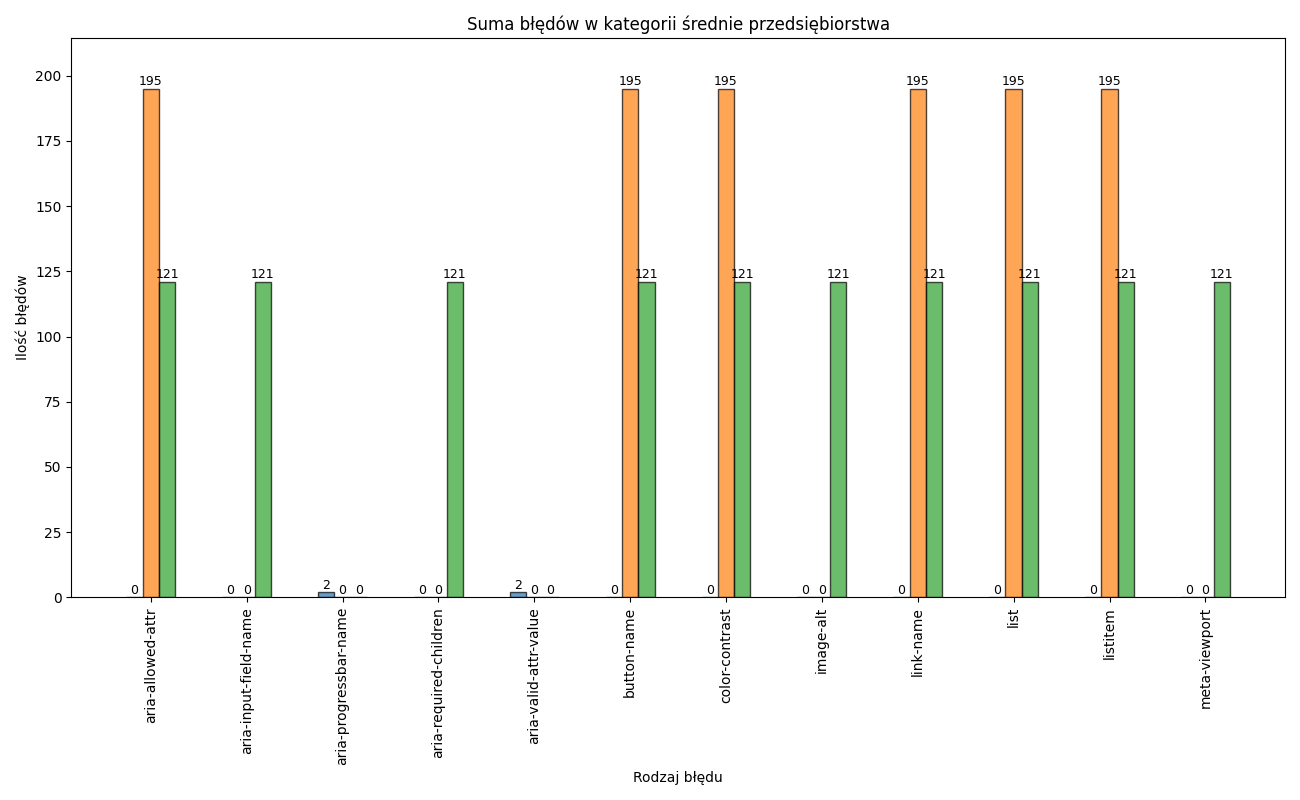 Suma błędów w kategorii średnie przedsiębiorstwa
Ilość błędów
200
175
150
125
100
75
50
25
0
0 195 121
0 0 121
2 0 0
0 0 121
2 0 0
0 195 121
0 195 121
0 0 121
0 195 121
0 195 121
0 195 121
0 0 121
aria-allowed-attr
aria-input-field-name
aria-progressbar-name
aria-required-children
aria-valid-attr-value
button-name
color-contrast
image-alt
link-name
list
listitem
meta-viewport
Rodzaj błędu